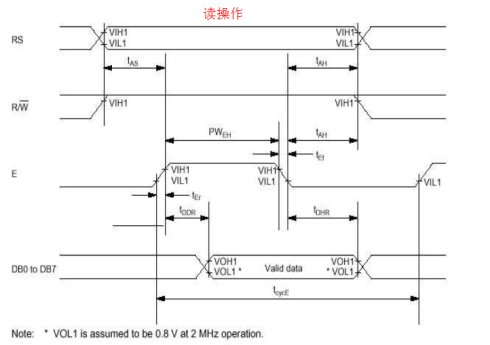 读操作
RS VIH1 VIL1 VIH1 VIL1
tAS tAH
R/W̅ VIH1 VIH1
PWEH tAH
tEf
E VIH1 VIL1 VIH1 VIL1 VIL1
tEr
tDDR tDHR
DB0 to DB7 VOH1 VOL1 * Valid data VOH1 * VOL1
tcycE
Note: * VOL1 is assumed to be 0.8 V at 2 MHz operation.